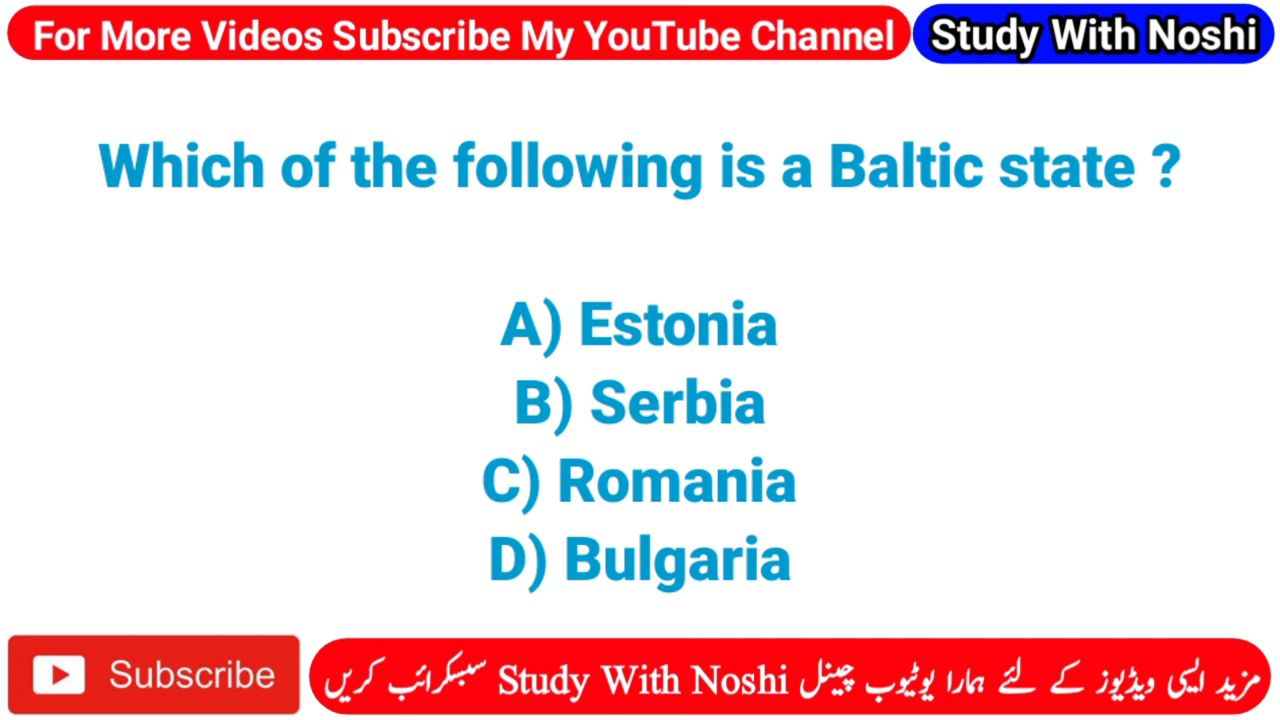 For More Videos Subscribe My YouTube Channel Study With Noshi
Which of the following is a Baltic state ?
A) Estonia
B) Serbia
C) Romania
D) Bulgaria
Subscribe
مزید ایسی ویڈیوز کے لئے ہمارا یوٹیوب چینل Study With Noshi سبسکرائب کریں